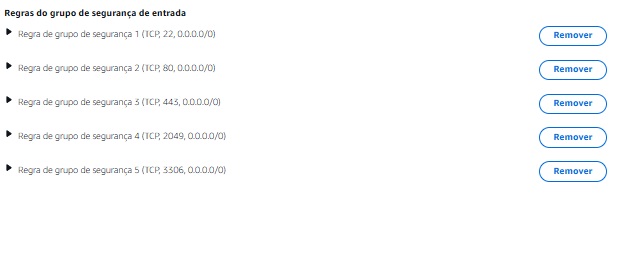 Regras do grupo de segurança de entrada
Regra de grupo de segurança 1 (TCP, 22, 0.0.0.0/0) Remover
Regra de grupo de segurança 2 (TCP, 80, 0.0.0.0/0) Remover
Regra de grupo de segurança 3 (TCP, 443, 0.0.0.0/0) Remover
Regra de grupo de segurança 4 (TCP, 2049, 0.0.0.0/0) Remover
Regra de grupo de segurança 5 (TCP, 3306, 0.0.0.0/0) Remover